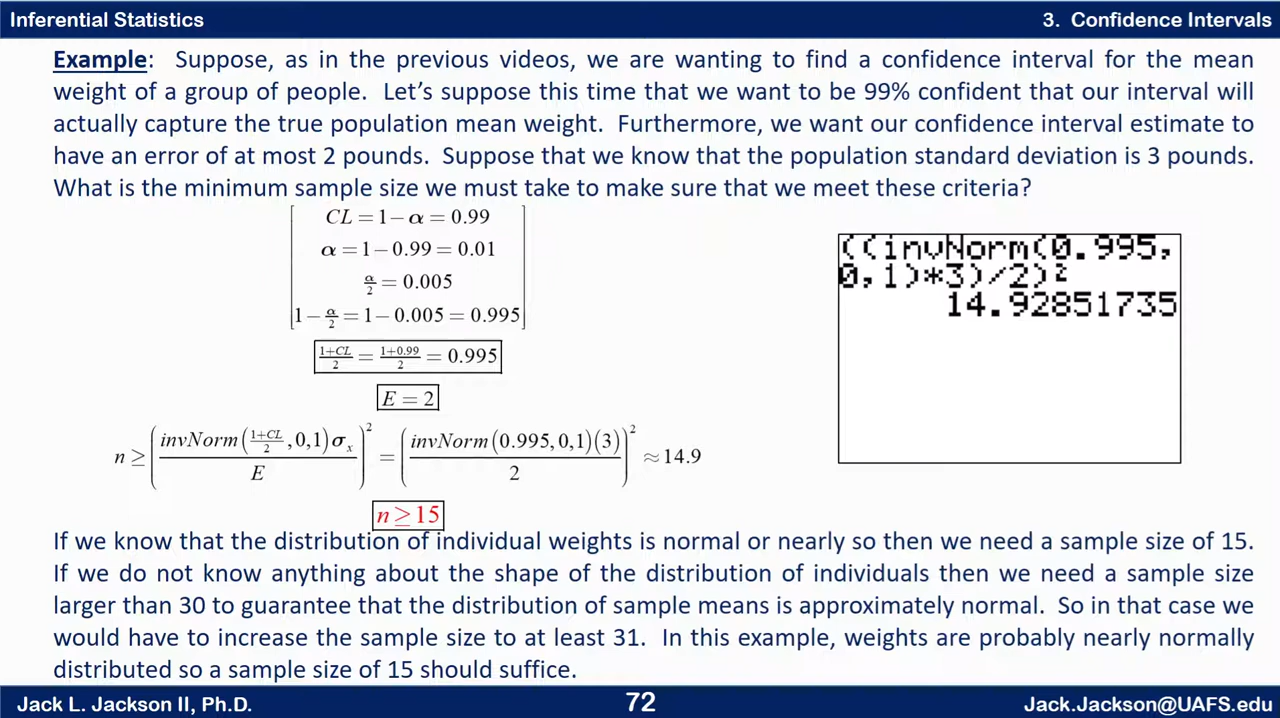 Inferential Statistics
3. Confidence Intervals
Example: Suppose, as in the previous videos, we are wanting to find a confidence interval for the mean
weight of a group of people. Let’s suppose this time that we want to be 99% confident that our interval will
actually capture the true population mean weight. Furthermore, we want our confidence interval estimate to
have an error of at most 2 pounds. Suppose that we know that the population standard deviation is 3 pounds.
What is the minimum sample size we must take to make sure that we meet these criteria?
CL = 1 − α = 0.99
α = 1 − 0.99 = 0.01
α/2 = 0.005
1 − α/2 = 1 − 0.005 = 0.995
(1+CL)/2 = (1+0.99)/2 = 0.995
E = 2
n ≥ (invNorm((1+CL)/2, 0,1)σₓ / E)² = (invNorm(0.995, 0,1)(3) / 2)² ≈ 14.9
n ≥ 15
((invNorm(0.995,
0,1)*3)/2)²
14.92851735
If we know that the distribution of individual weights is normal or nearly so then we need a sample size of 15.
If we do not know anything about the shape of the distribution of individuals then we need a sample size
larger than 30 to guarantee that the distribution of sample means is approximately normal. So in that case we
would have to increase the sample size to at least 31. In this example, weights are probably nearly normally
distributed so a sample size of 15 should suffice.
Jack L. Jackson II, Ph.D.
72
Jack.Jackson@UAFS.edu